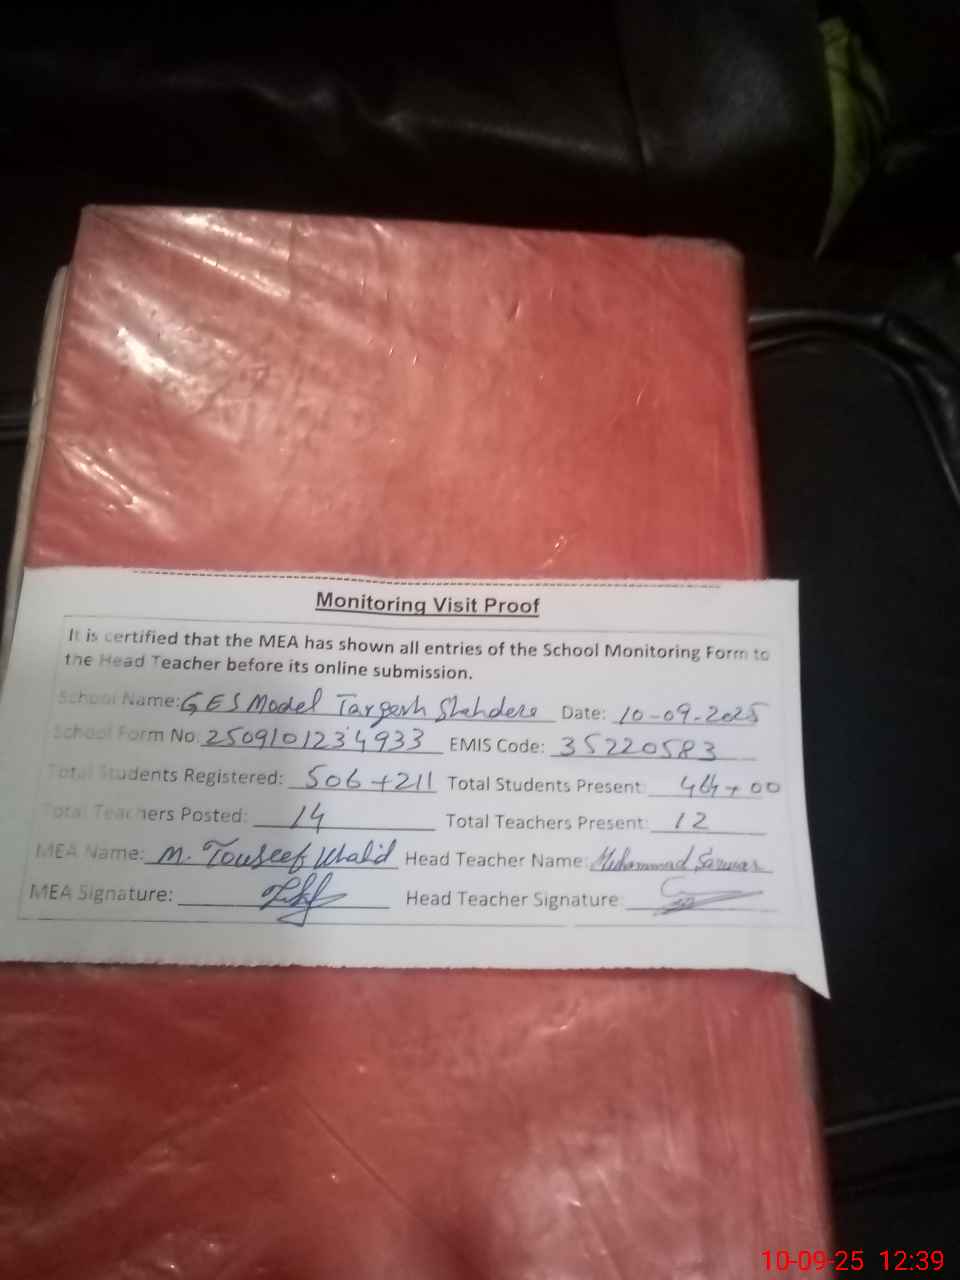 Monitoring Visit Proof
It is certified that the MEA has shown all entries of the School Monitoring Form to
the Head Teacher before its online submission.
School Name: GES Model Shahdera Date: 10-09-2025
School Form No: 2509101234933 EMIS Code: 35220583
Total Students Registered: 506+211 Total Students Present: +00
Total Teachers Posted: 14 Total Teachers Present: 12
MEA Name: M. Touseef Khalid Head Teacher Name: Muhammad Sarwar
MEA Signature: Head Teacher Signature:
10-09-25 12:39